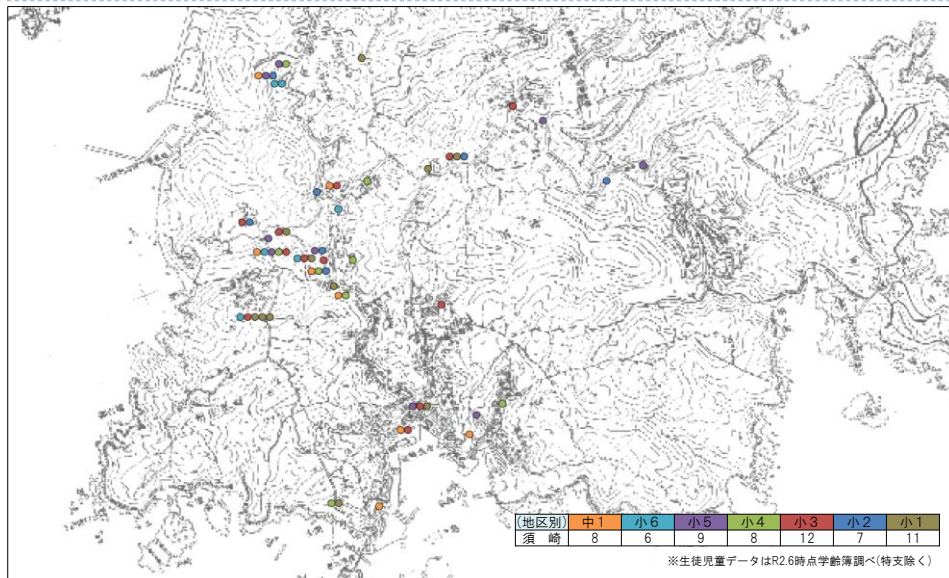 (地区別) 中1 小6 小5 小4 小3 小2 小1
須 崎 8 6 9 8 12 7 11
※生徒児童データはR2.6時点学齢簿調べ(特支除く)